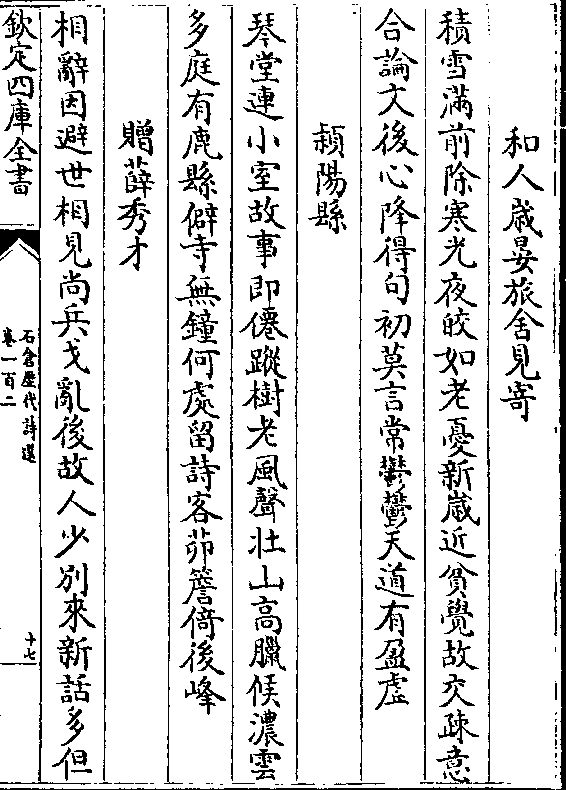 和人歲晏旅舍見寄
積雪滿前除寒光夜皎如老憂新歲近貧覺故交疎意
合論文後心降得句初莫言常鬱鬱天道有盈虚
潁陽縣
琴堂連小室故事即僊蹤樹老風聲壮山高臘候濃雲
多庭有鹿縣僻寺無鐘何處留詩客茆簷倚後峰
贈薛秀才
相辭因避世相見尚兵戈亂後故人少别來新話多但
欽定四庫全書
石倉歴代詩選
卷一百二
十七